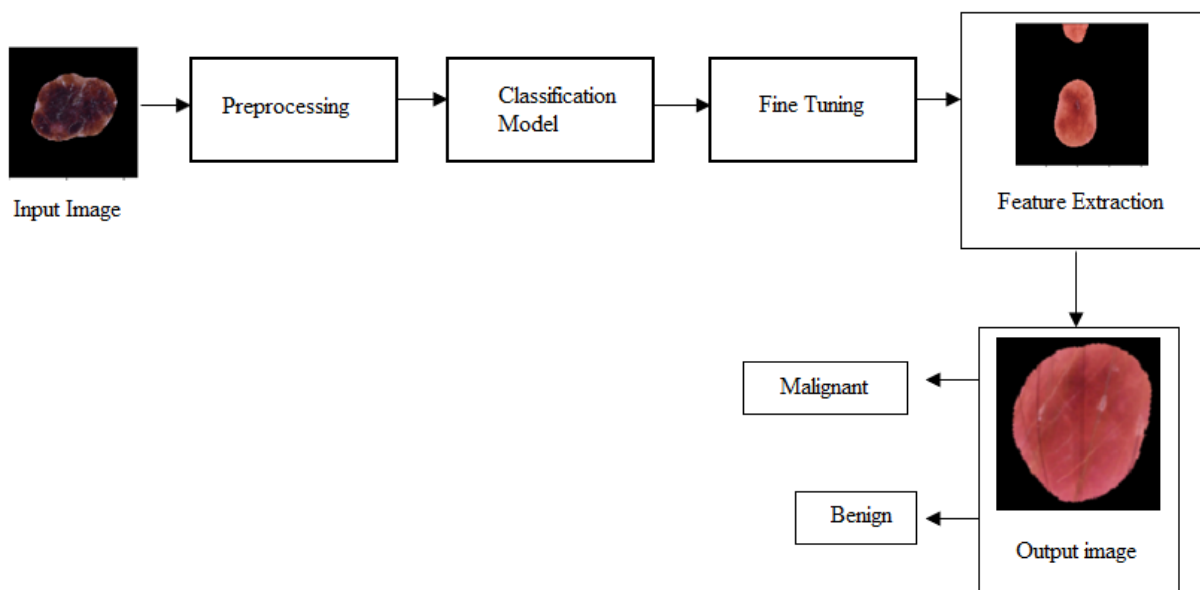 Input Image
Preprocessing
Classification
Model
Fine Tuning
Feature Extraction
Malignant
Benign
Output image